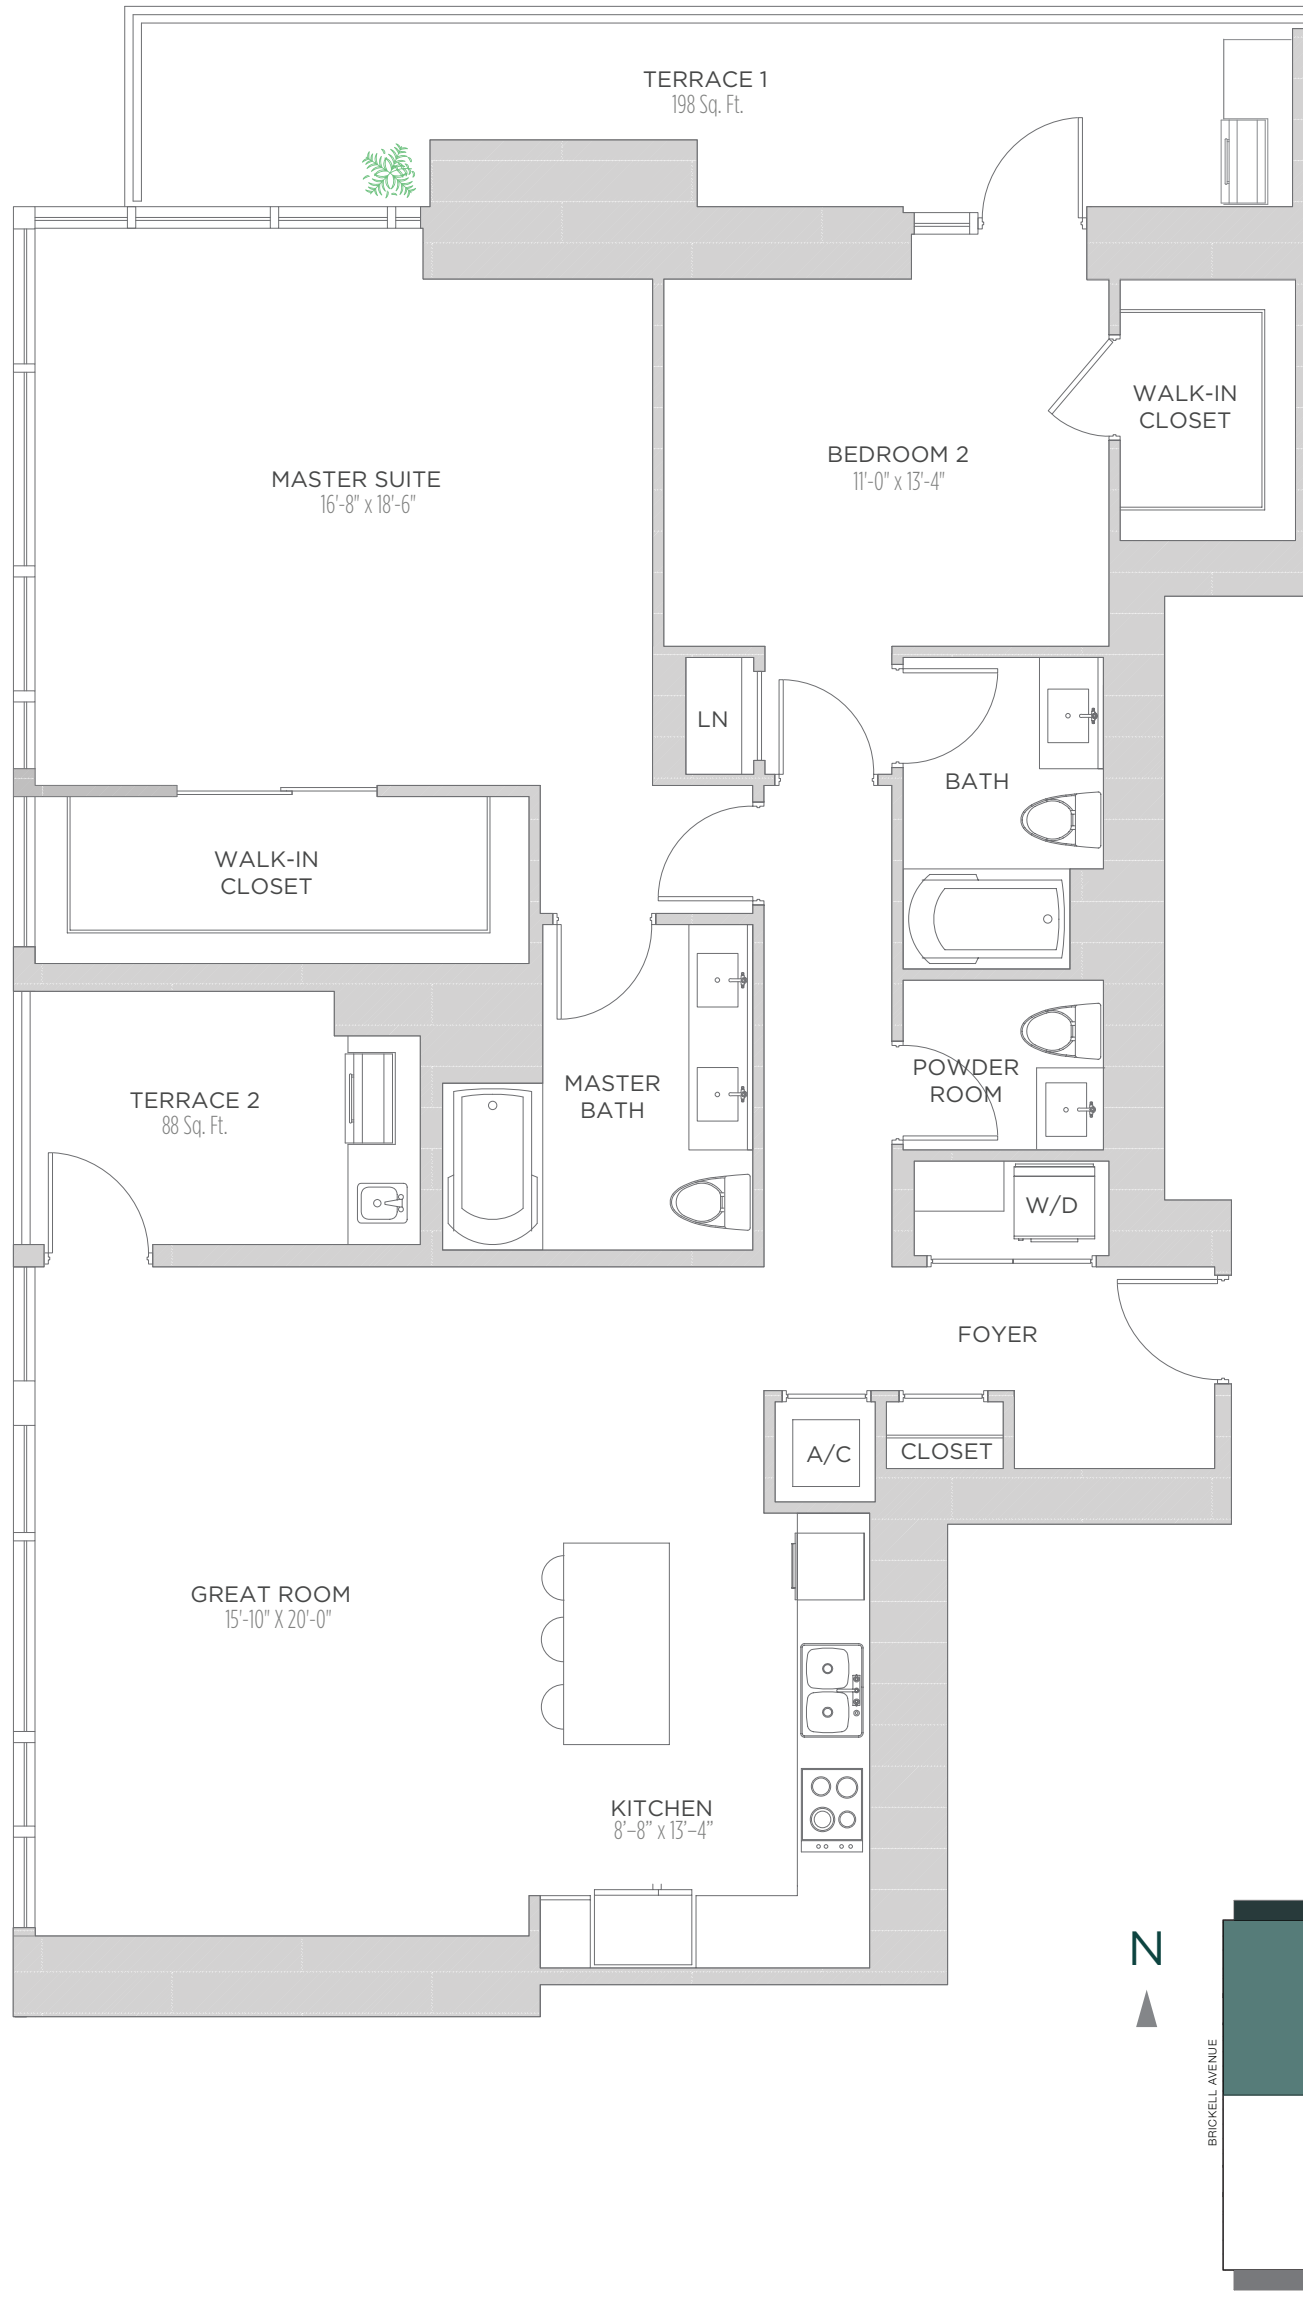 TERRACE 1
198 Sq. Ft.
WALK-IN
CLOSET
BEDROOM 2
11'-0" x 13'-4"
MASTER SUITE
16'-8" x 18'-6"
LN
BATH
WALK-IN
CLOSET
POWDER
ROOM
MASTER
BATH
TERRACE 2
88 Sq. Ft.
W/D
FOYER
A/C
CLOSET
GREAT ROOM
15'-10" X 20'-0"
KITCHEN
8’–8” x 13’–4”
N
BRICKELL AVENUE